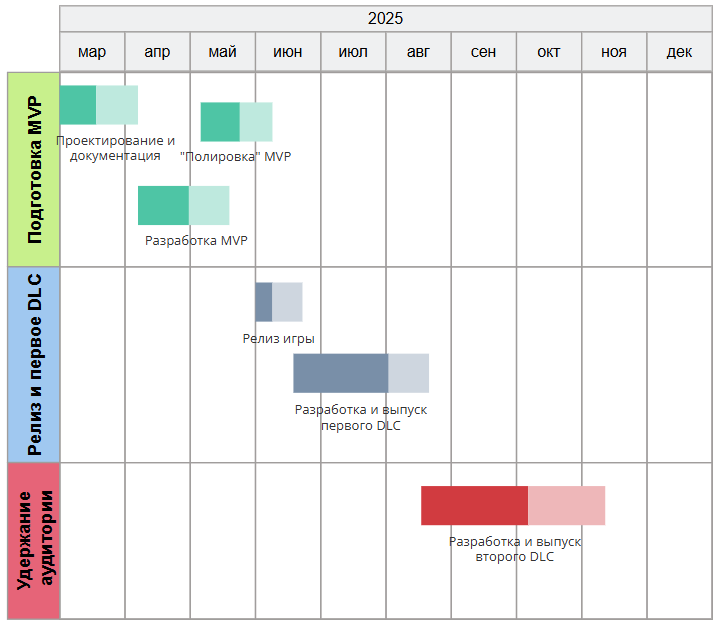 2025
мар апр май июн июл авг сен окт ноя дек
Подготовка MVP
Проектирование и
документация
"Полировка" MVP
Разработка MVP
Релиз и первое DLC
Релиз игры
Разработка и выпуск
первого DLC
Удержание
аудитории
Разработка и выпуск
второго DLC